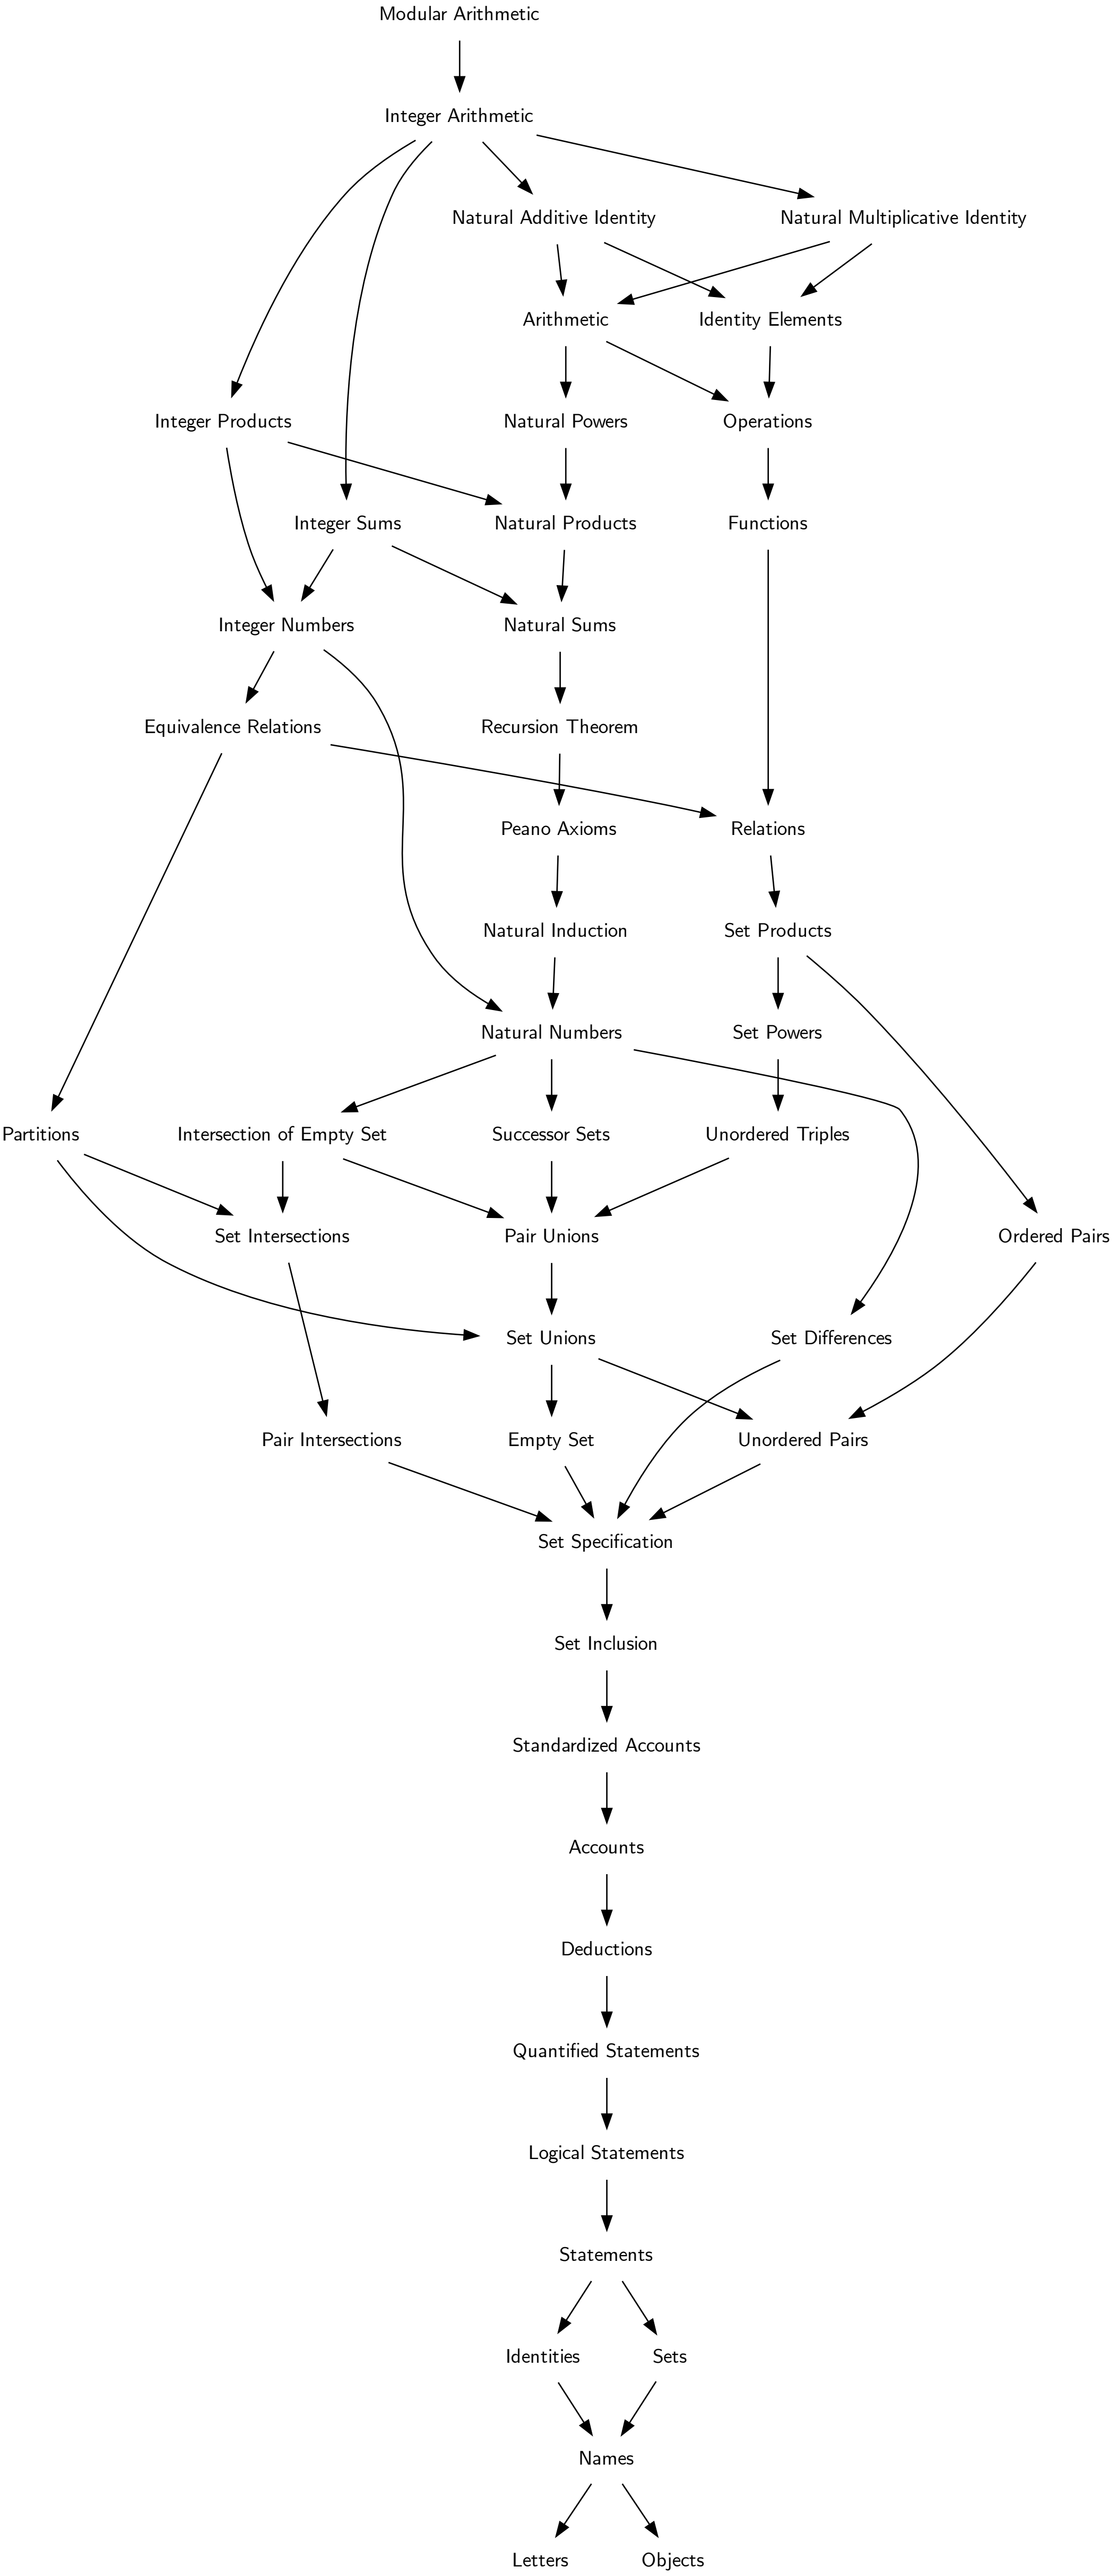 Modular Arithmetic
Integer Arithmetic
Natural Additive Identity
Natural Multiplicative Identity
Arithmetic
Identity Elements
Integer Products
Natural Powers
Operations
Integer Sums
Natural Products
Functions
Integer Numbers
Natural Sums
Equivalence Relations
Recursion Theorem
Peano Axioms
Relations
Natural Induction
Set Products
Natural Numbers
Set Powers
Partitions
Intersection of Empty Set
Successor Sets
Unordered Triples
Set Intersections
Pair Unions
Ordered Pairs
Set Unions
Set Differences
Pair Intersections
Empty Set
Unordered Pairs
Set Specification
Set Inclusion
Standardized Accounts
Accounts
Deductions
Quantified Statements
Logical Statements
Statements
Identities
Sets
Names
Letters
Objects